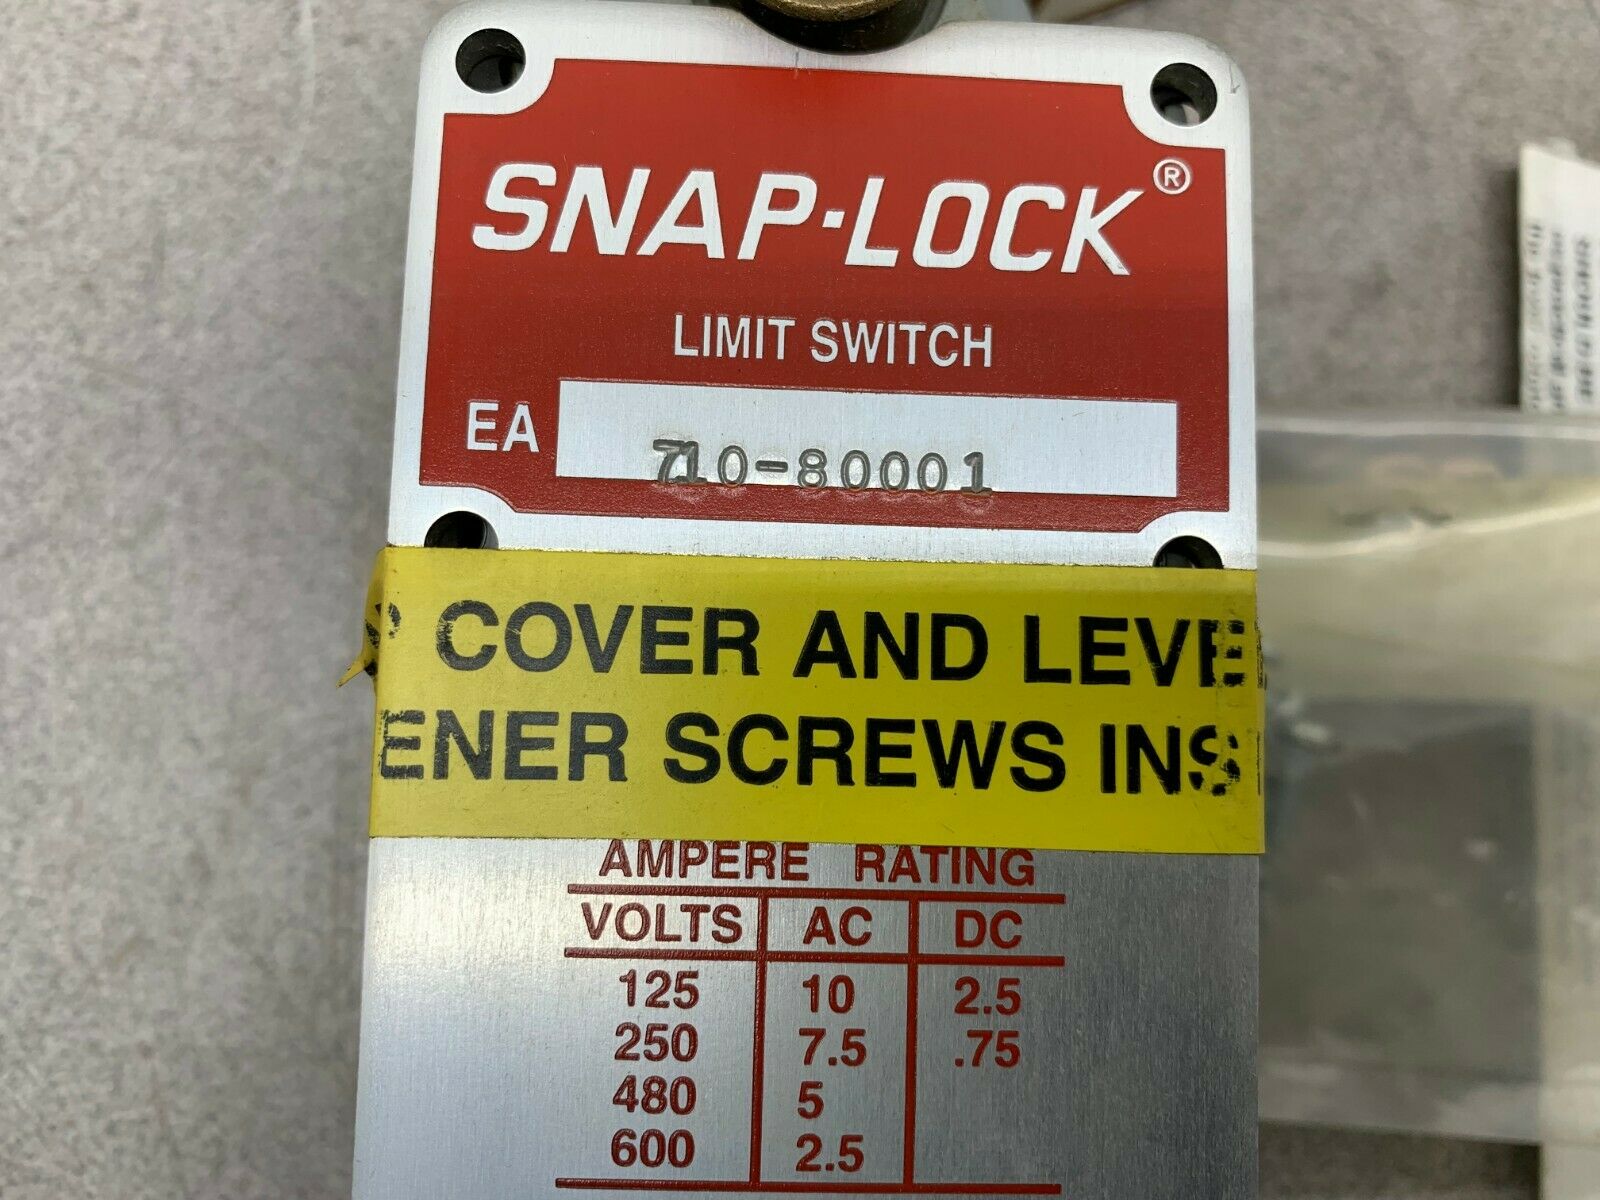 SNAP-LOCK®
LIMIT SWITCH
EA 710-80001
COVER AND LEVE
ENER SCREWS INS
AMPERE RATING
VOLTS AC DC
125 10 2.5
250 7.5 .75
480 5
600 2.5